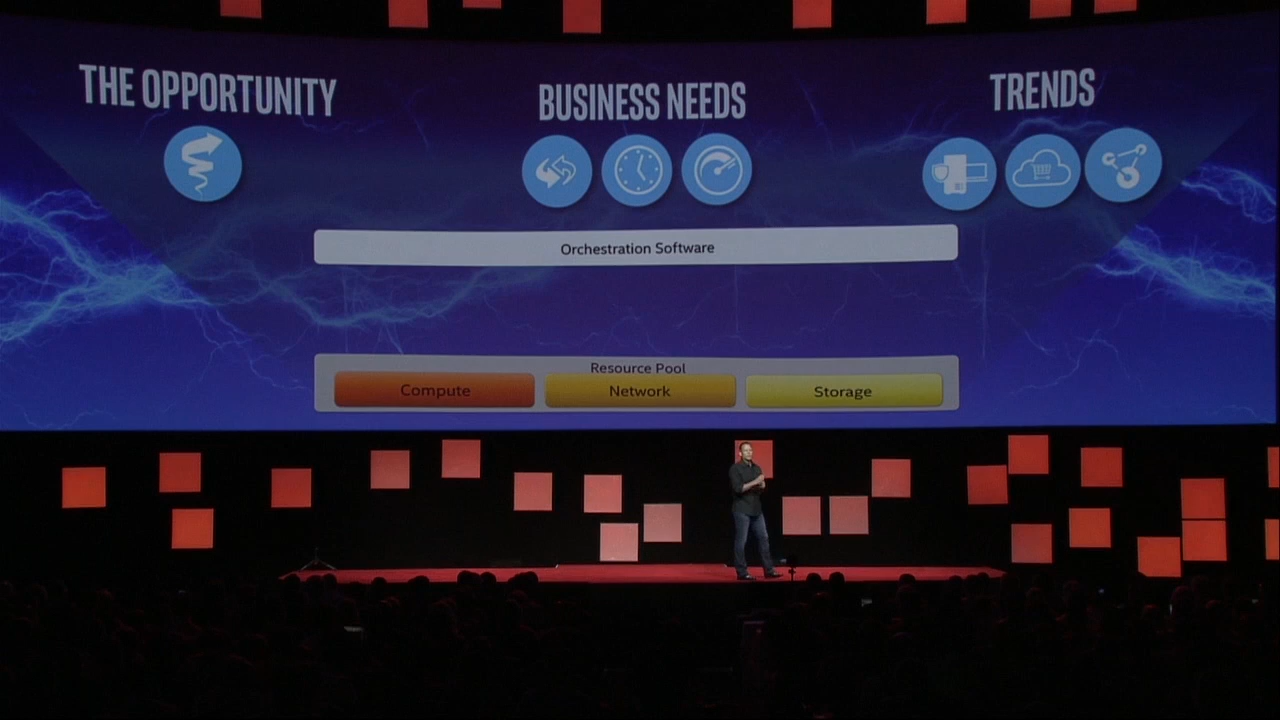 THE OPPORTUNITY
BUSINESS NEEDS
TRENDS
Orchestration Software
Resource Pool
Compute
Network
Storage